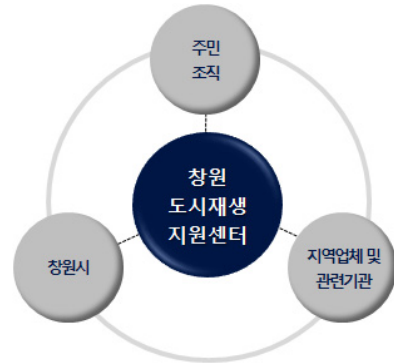 주민
조직
창원
도시재생
지원센터
창원시
지역업체 및
관련기관